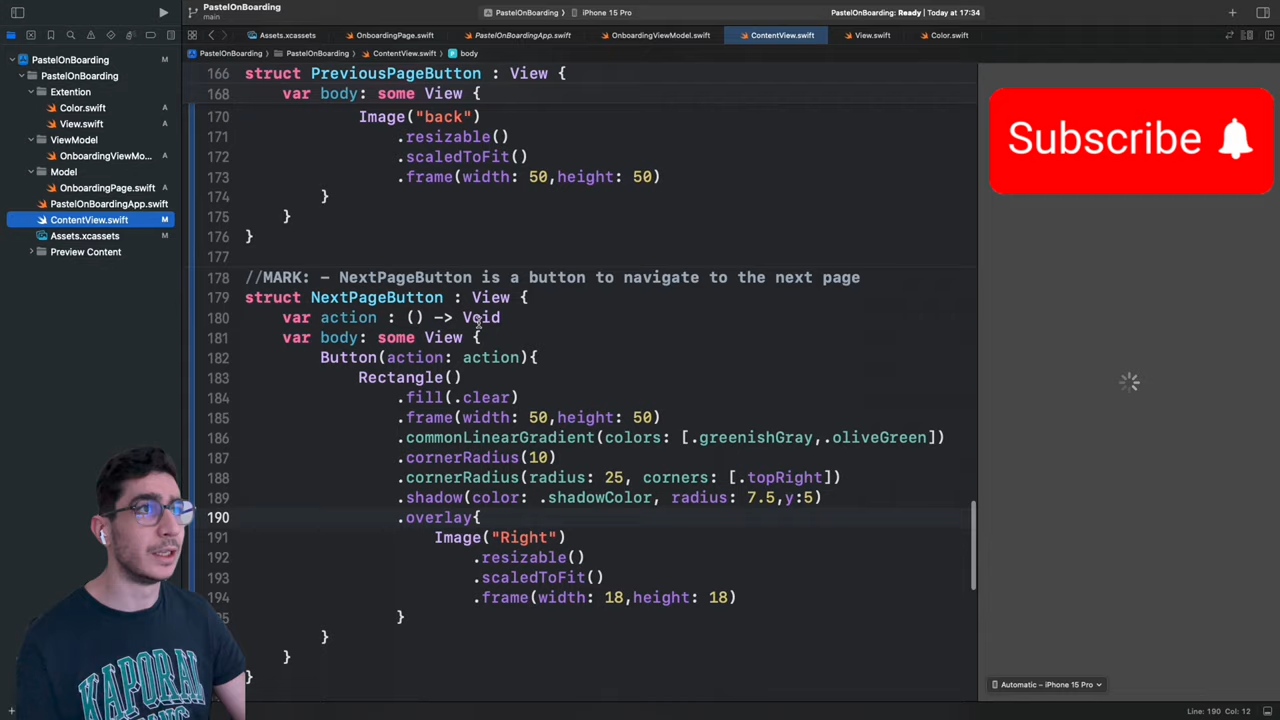 PastelOnBoarding
main
PastelOnBoarding
iPhone 15 Pro
PastelOnBoarding: Ready | Today at 17:34
Assets.xcassets
OnboardingPage.swift
PastelOnBoardingApp.swift
OnboardingViewModel.swift
ContentView.swift
View.swift
Color.swift
PastelOnBoarding
PastelOnBoarding
ContentView.swift
body
PastelOnBoarding M
PastelOnBoarding
Extention
Color.swift A
View.swift A
ViewModel
OnboardingViewMo... A
Model
OnboardingPage.swift A
PastelOnBoardingApp.swift M
ContentView.swift M
Assets.xcassets M
Preview Content
166 struct PreviousPageButton : View {
168 var body: some View {
170 Image("back")
171 .resizable()
172 .scaledToFit()
173 .frame(width: 50,height: 50)
174 }
175 }
176 }
177
178 //MARK: - NextPageButton is a button to navigate to the next page
179 struct NextPageButton : View {
180 var action : () -> Void
181 var body: some View {
182 Button(action: action){
183 Rectangle()
184 .fill(.clear)
185 .frame(width: 50,height: 50)
186 .commonLinearGradient(colors: [.greenishGray,.oliveGreen])
187 .cornerRadius(10)
188 .cornerRadius(radius: 25, corners: [.topRight])
189 .shadow(color: .shadowColor, radius: 7.5,y:5)
190 .overlay{
191 Image("Right")
192 .resizable()
193 .scaledToFit()
194 .frame(width: 18,height: 18)
}
}
}
}
Subscribe
Automatic – iPhone 15 Pro
Line: 190 Col: 12
KAPORAL